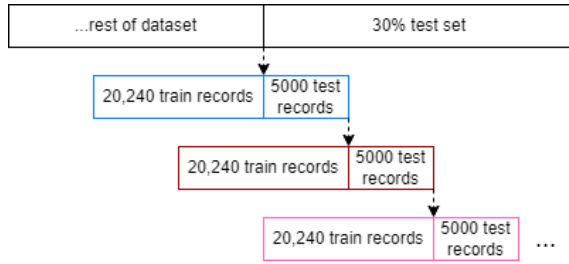 ...rest of dataset
30% test set
20,240 train records
5000 test
records
20,240 train records
5000 test
records
20,240 train records
5000 test
records
...